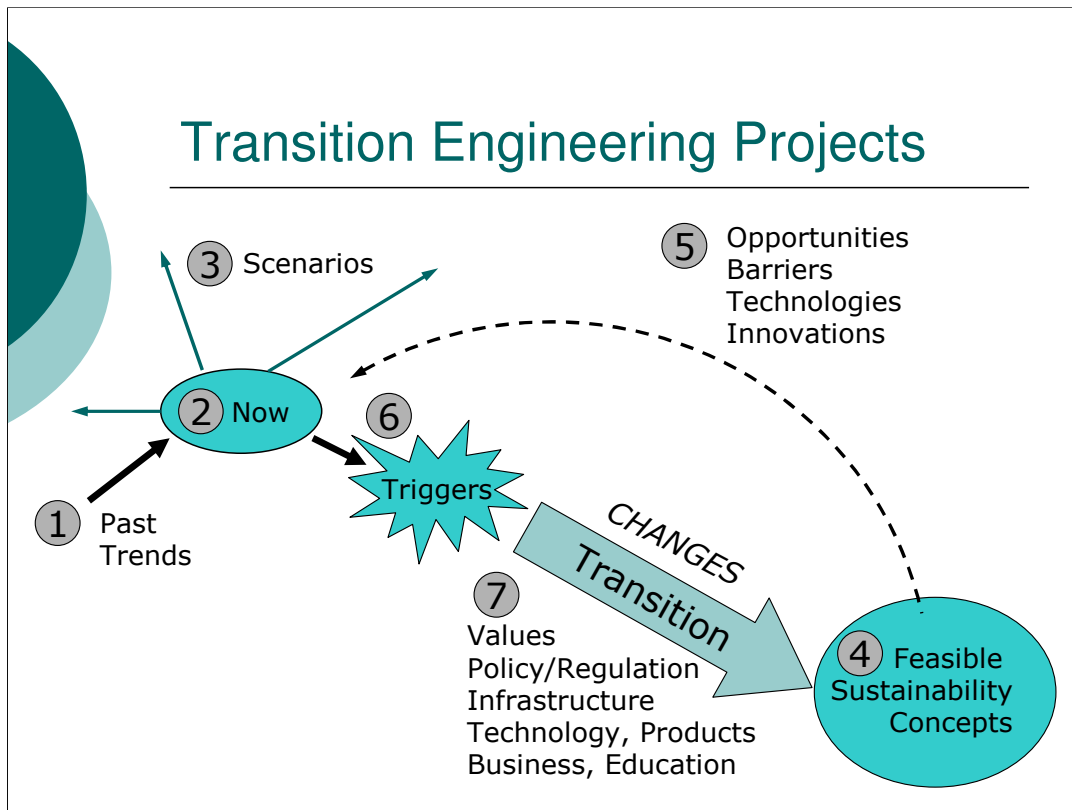 Transition Engineering Projects
3 Scenarios
5 Opportunities
Barriers
Technologies
Innovations
2 Now
6
Triggers
1 Past
Trends
CHANGES
Transition
7
Values
Policy/Regulation
Infrastructure
Technology, Products
Business, Education
4 Feasible
Sustainability
Concepts